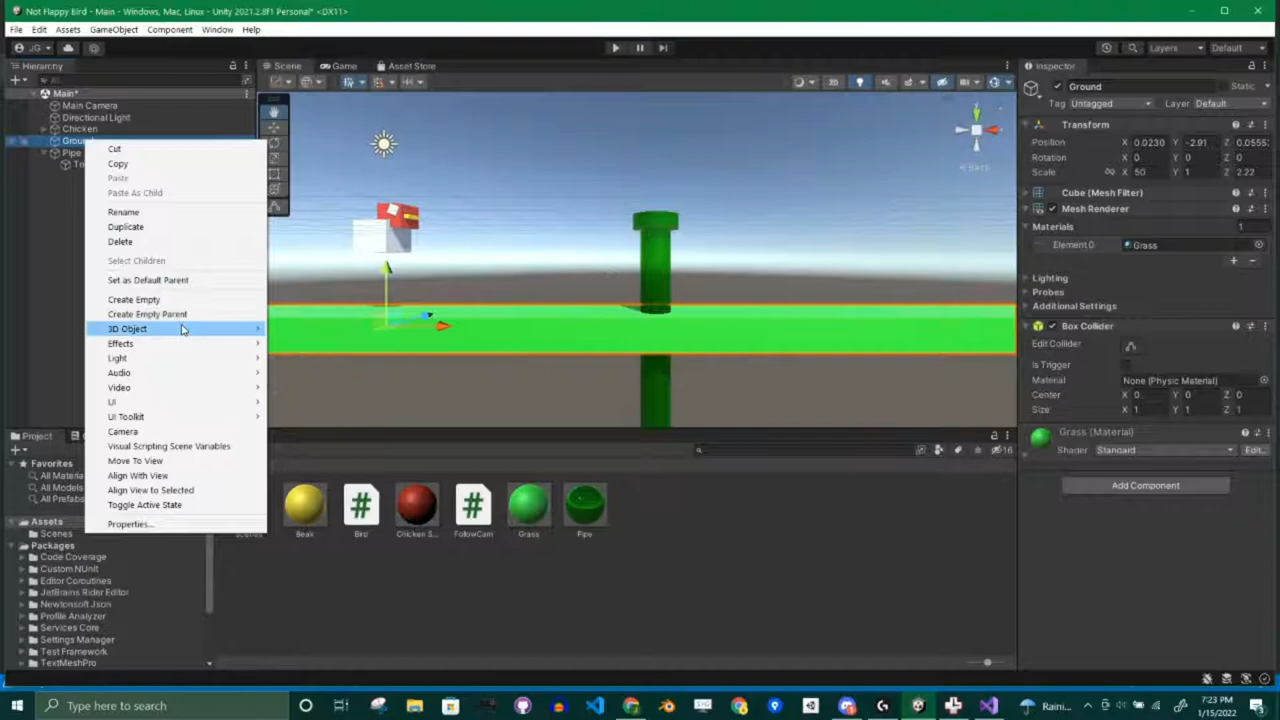 Not Flappy Bird - Main - Windows, Mac, Linux - Unity 2021.2.8f1 Personal* <DX11>
File Edit Assets GameObject Component Window Help
JG Layers Default
Hierarchy
Scene Game Asset Store
Inspector
All
Main*
Main Camera
Directional Light
Chicken
Ground
Pipe
Cut
Copy
Paste
Paste As Child
Rename
Duplicate
Delete
Select Children
Set as Default Parent
Create Empty
Create Empty Parent
3D Object
Effects
Light
Audio
Video
UI
UI Toolkit
Camera
Visual Scripting Scene Variables
Move To View
Align With View
Align View to Selected
Toggle Active State
Properties...
2D
Back
Ground Static
Tag Untagged Layer Default
Transform
Position X 0.0230 Y -2.91 Z 0.0555
Rotation X 0 Y 0 Z 0
Scale X 50 Y 1 Z 2.22
Cube (Mesh Filter)
Mesh Renderer
Materials 1
Element 0 Grass
Lighting
Probes
Additional Settings
Box Collider
Edit Collider
Is Trigger
Material None (Physic Material)
Center X 0 Y 0 Z 0
Size X 1 Y 1 Z 1
Grass (Material)
Shader Standard Edit...
Add Component
Project
16
Favorites
All Materia
All Models
All Prefabs
Assets
Scenes
Packages
Code Coverage
Custom NUnit
Editor Coroutines
JetBrains Rider Editor
Newtonsoft Json
Profile Analyzer
Services Core
Settings Manager
Test Framework
TextMeshPro
Beak Bird Chicken S... FollowCam Grass Pipe
Type here to search
Raini...
7:23 PM
1/15/2022